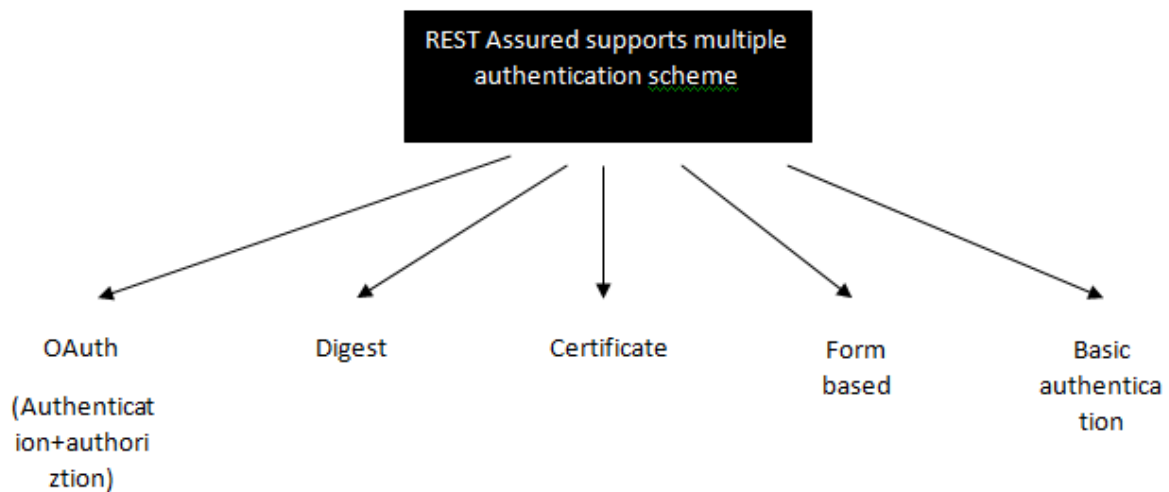 REST Assured supports multiple
authentication scheme
OAuth
(Authenticat
ion+authori
ztion)
Digest
Certificate
Form
based
Basic
authentica
tion